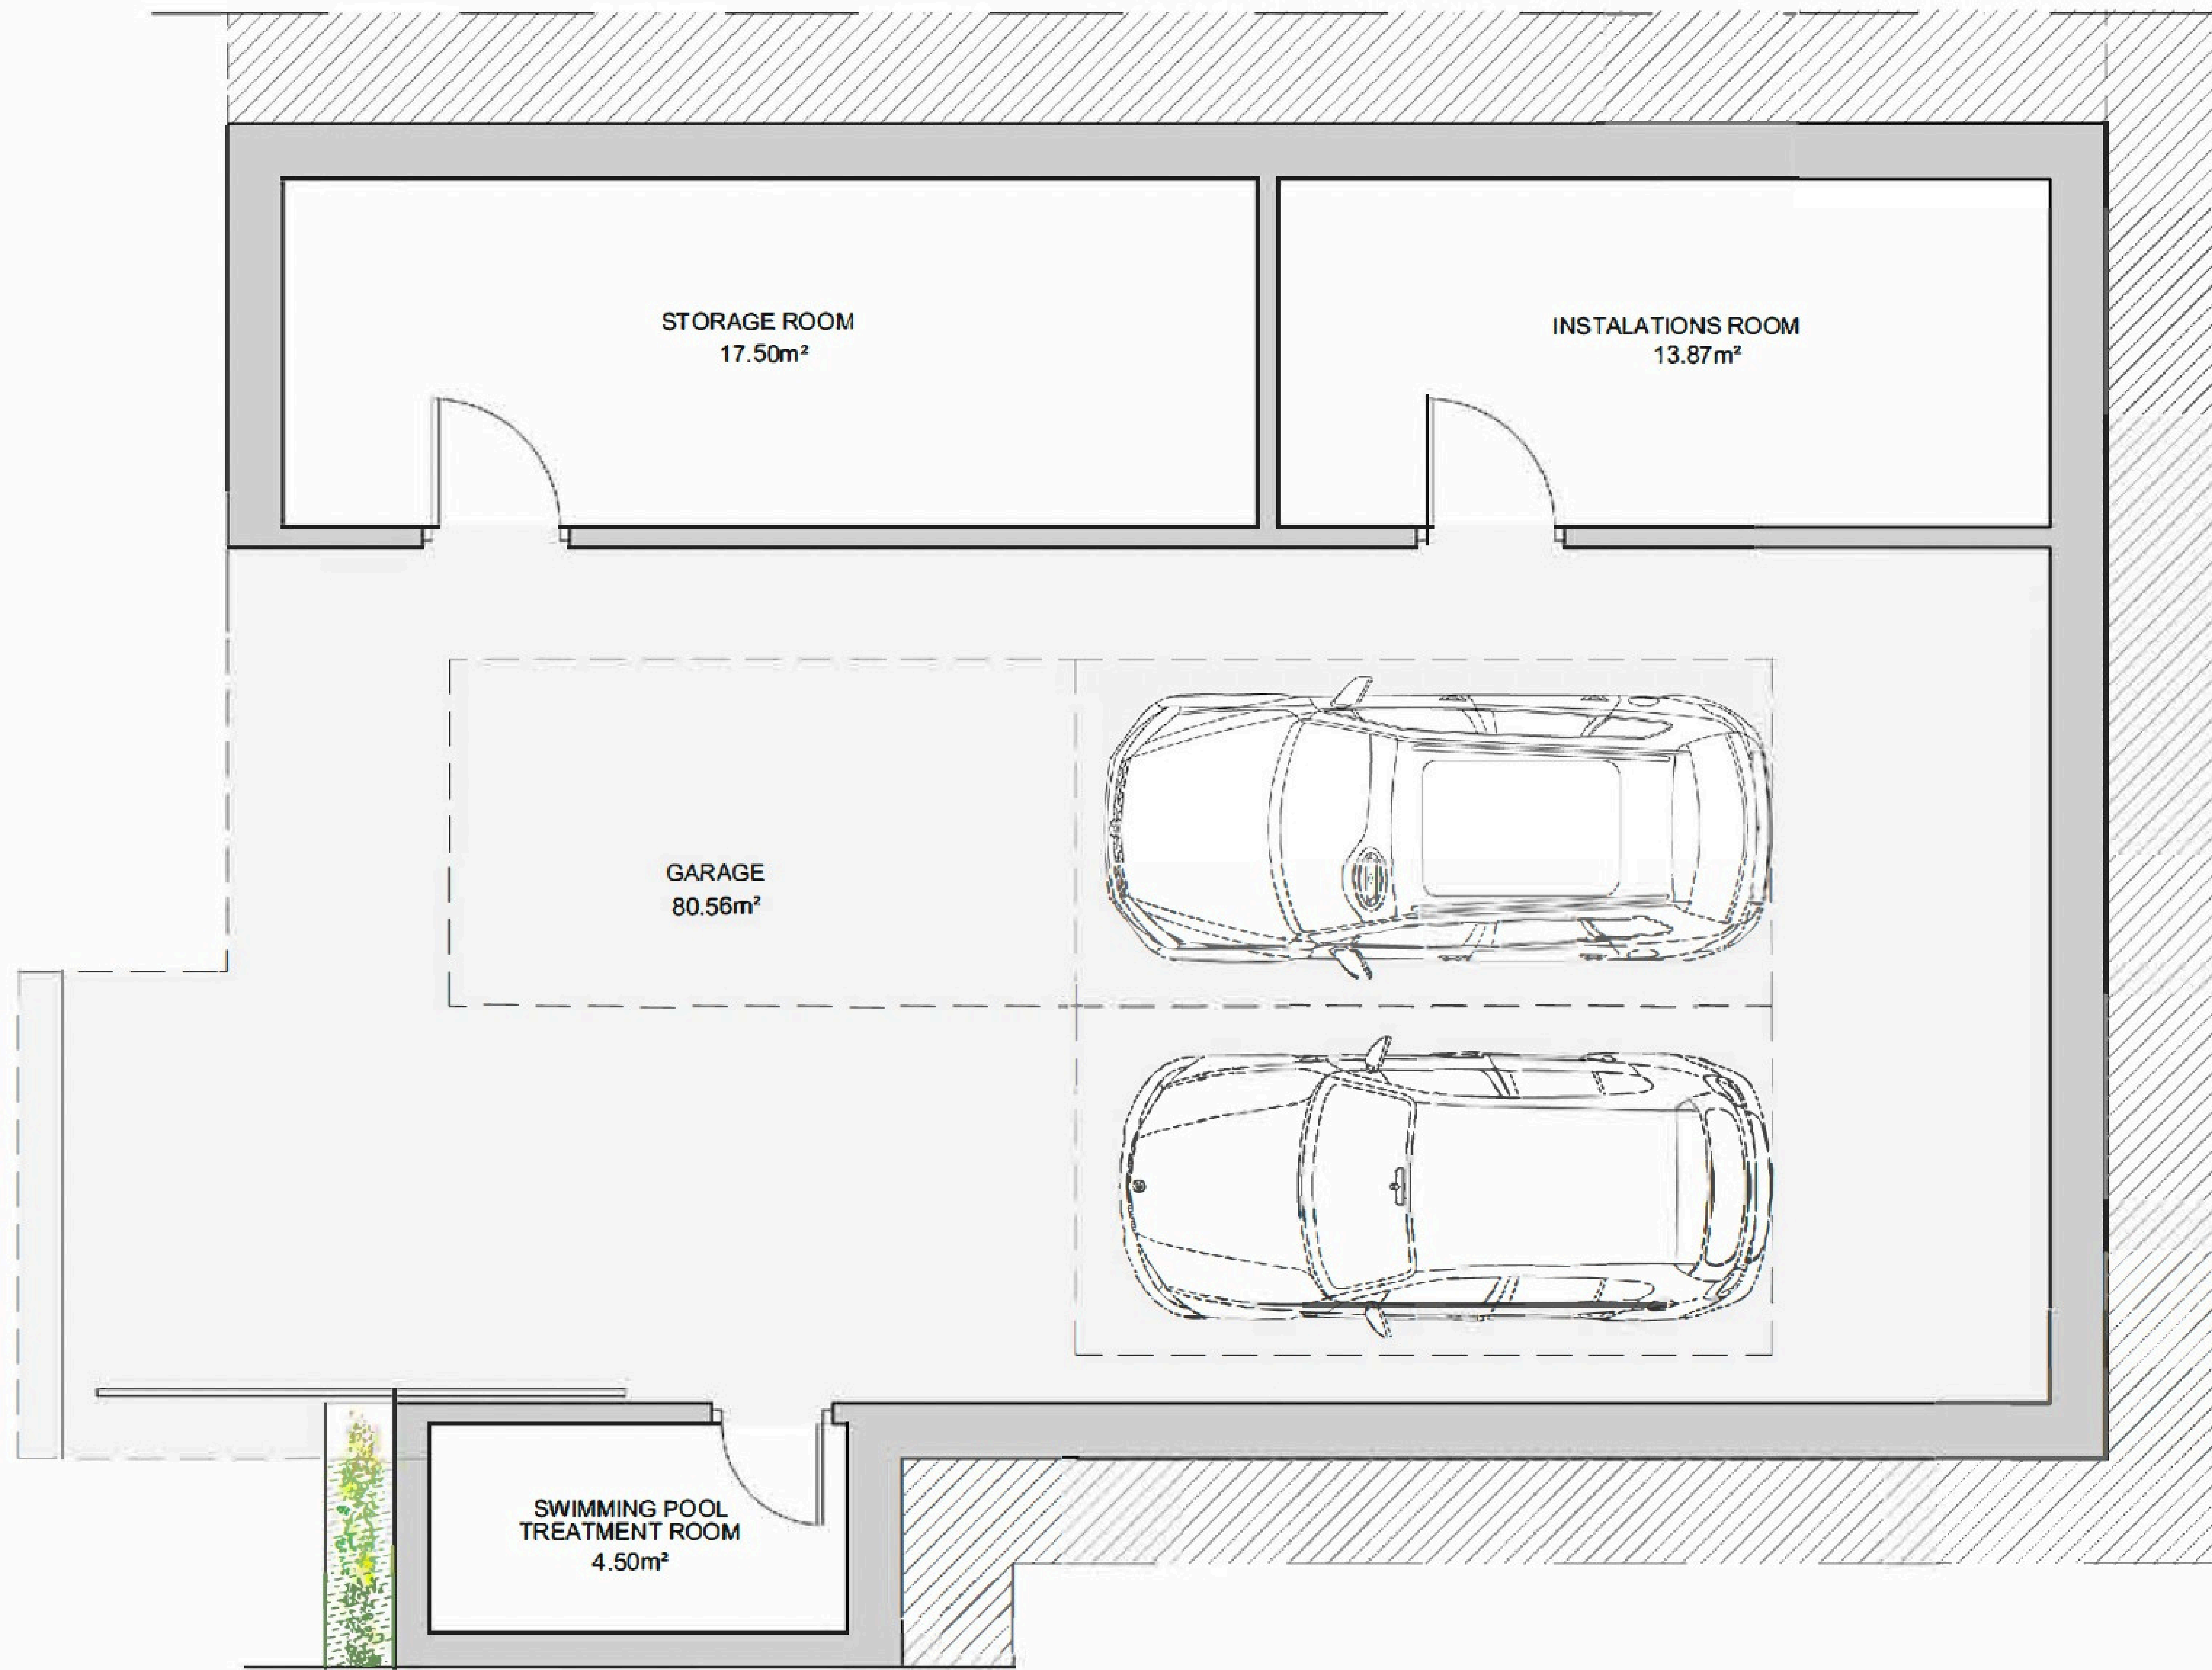 STORAGE ROOM
17.50m²
INSTALATIONS ROOM
13.87m²
GARAGE
80.56m²
SWIMMING POOL
TREATMENT ROOM
4.50m²